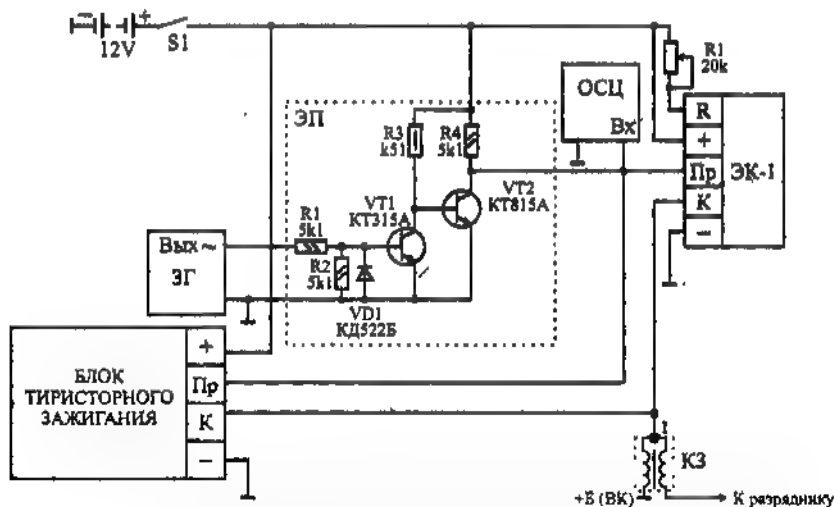 − +
12V
S1
R1
20k
ОСЦ
Вх
R
+
Пр
К
−
ЭК-1
ЭП
R3
k51
R4
5k1
VT1
КТ315А
VT2
КТ815А
R1
5k1
R2
5k1
VD1
КД522Б
Вых ~
ЗГ
БЛОК
ТИРИСТОРНОГО
ЗАЖИГАНИЯ
+
Пр
К
−
1
КЗ
+Б (ВК)
К разряднику